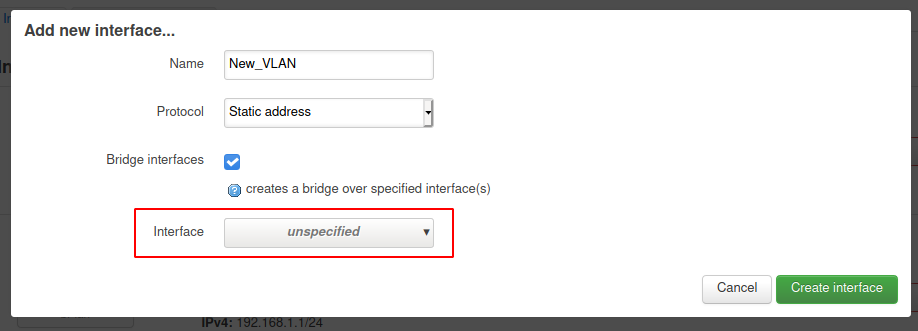 Add new interface...
Name New_VLAN
Protocol Static address
Bridge interfaces
creates a bridge over specified interface(s)
Interface unspecified
Cancel Create interface
IPv4: 192.168.1.1/24